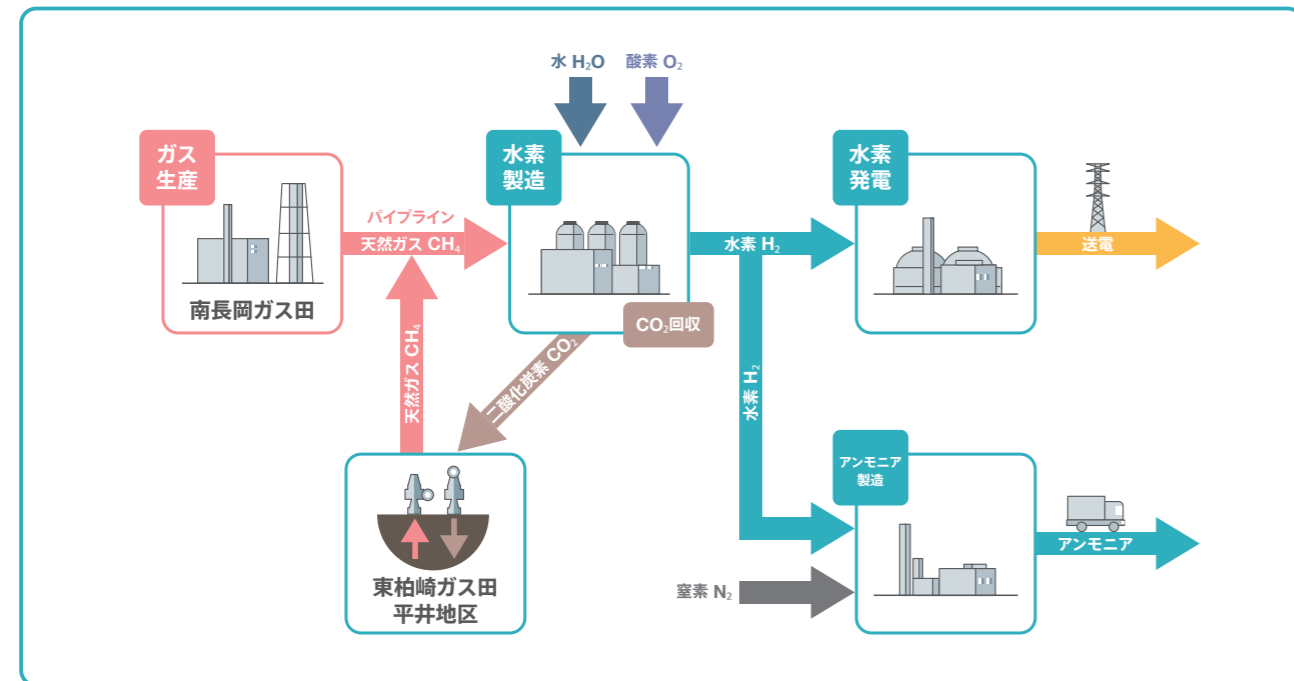 水 H₂O
酸素 O₂
ガス
生産
水素
製造
水素
発電
パイプライン
天然ガス CH₄
水素 H₂
送電
南長岡ガス田
CO₂回収
天然ガス CH₄
二酸化炭素 CO₂
水素 H₂
アンモニア
製造
アンモニア
東柏崎ガス田
平井地区
窒素 N₂